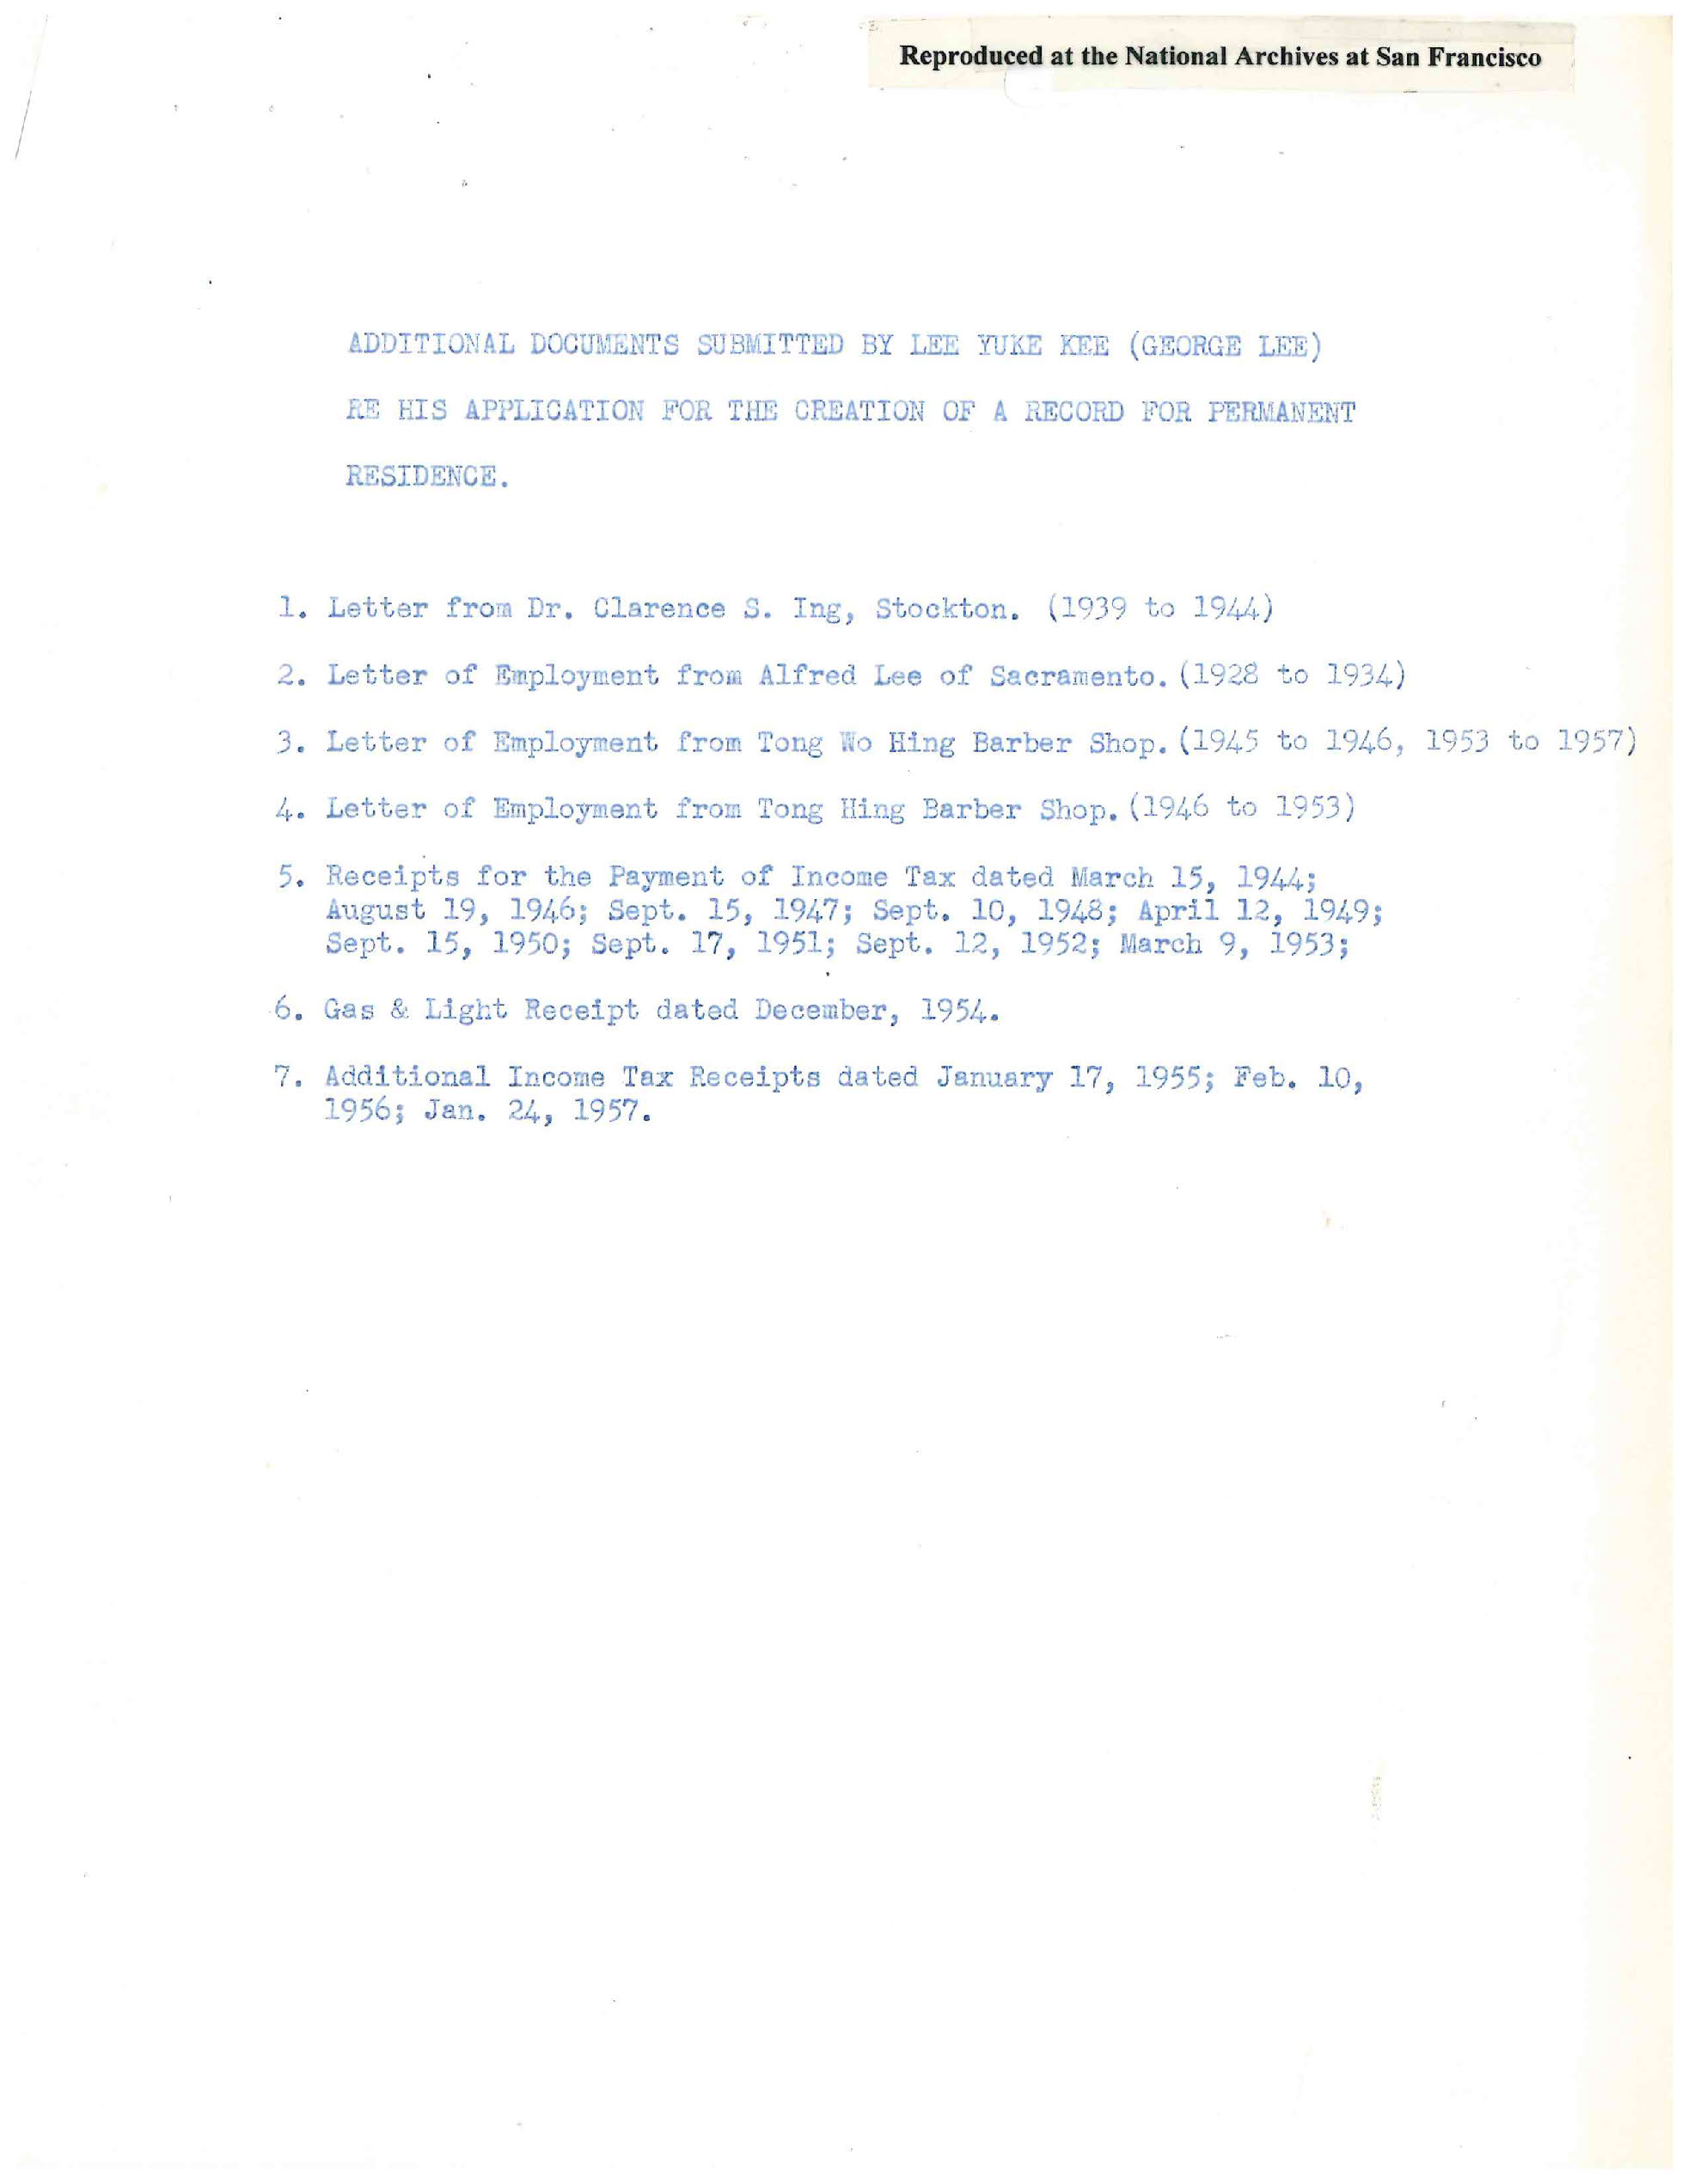 Reproduced at the National Archives at San Francisco
ADDITIONAL DOCUMENTS SUBMITTED BY LEE YUKE KEE (GEORGE LEE)
RE HIS APPLICATION FOR THE CREATION OF A RECORD FOR PERMANENT
RESIDENCE.
1. Letter from Dr. Clarence S. Ing, Stockton. (1939 to 1944)
2. Letter of Employment from Alfred Lee of Sacramento. (1928 to 1934)
3. Letter of Employment from Tong Wo Hing Barber Shop. (1945 to 1946, 1953 to 1957)
4. Letter of Employment from Tong Hing Barber Shop. (1946 to 1953)
5. Receipts for the Payment of Income Tax dated March 15, 1944;
August 19, 1946; Sept. 15, 1947; Sept. 10, 1948; April 12, 1949;
Sept. 15, 1950; Sept. 17, 1951; Sept. 12, 1952; March 9, 1953;
6. Gas & Light Receipt dated December, 1954.
7. Additional Income Tax Receipts dated January 17, 1955; Feb. 10,
1956; Jan. 24, 1957.